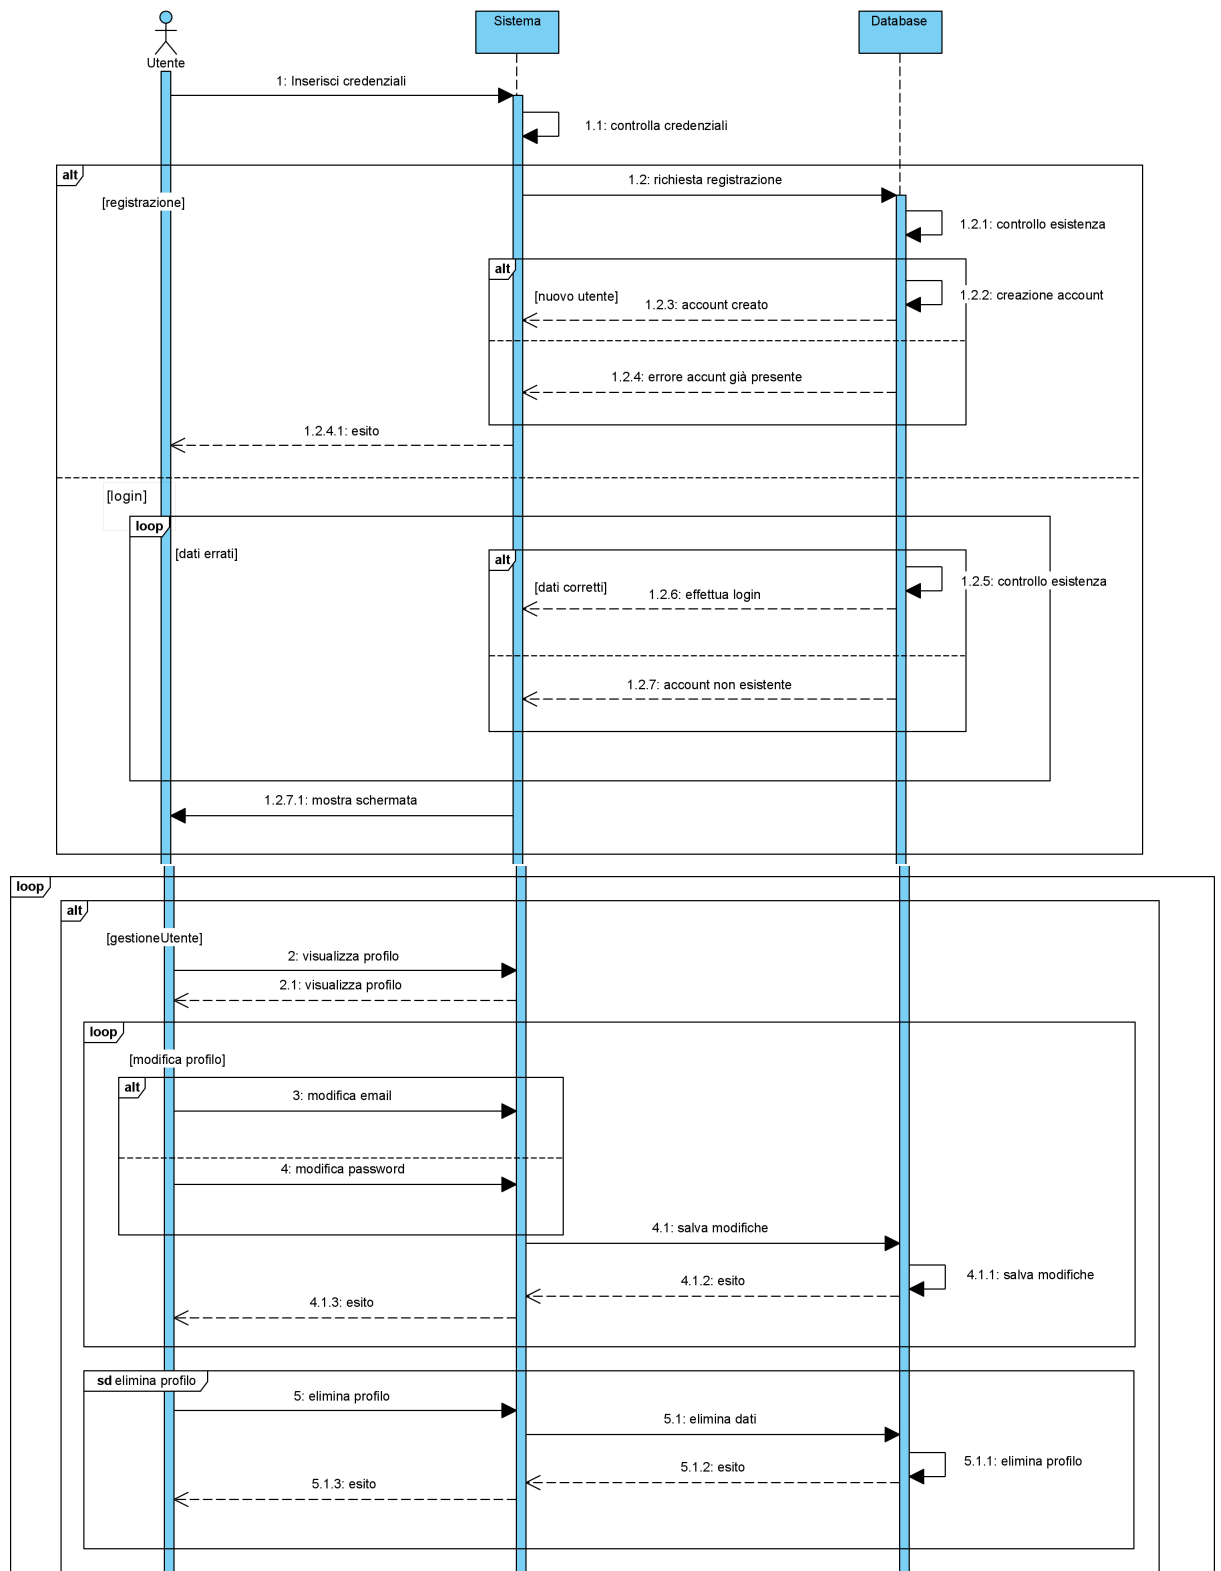 Sistema
Database
Utente
1: Inserisci credenziali
1.1: controlla credenziali
alt
1.2: richiesta registrazione
[registrazione]
1.2.1: controllo esistenza
alt
[nuovo utente]
1.2.2: creazione account
1.2.3: account creato
1.2.4: errore accunt già presente
1.2.4.1: esito
[login]
loop
[dati errati]
alt
1.2.5: controllo esistenza
[dati corretti]
1.2.6: effettua login
1.2.7: account non esistente
1.2.7.1: mostra schermata
loop
alt
[gestioneUtente]
2: visualizza profilo
2.1: visualizza profilo
loop
[modifica profilo]
alt
3: modifica email
4: modifica password
4.1: salva modifiche
4.1.1: salva modifiche
4.1.2: esito
4.1.3: esito
sd elimina profilo
5: elimina profilo
5.1: elimina dati
5.1.1: elimina profilo
5.1.2: esito
5.1.3: esito